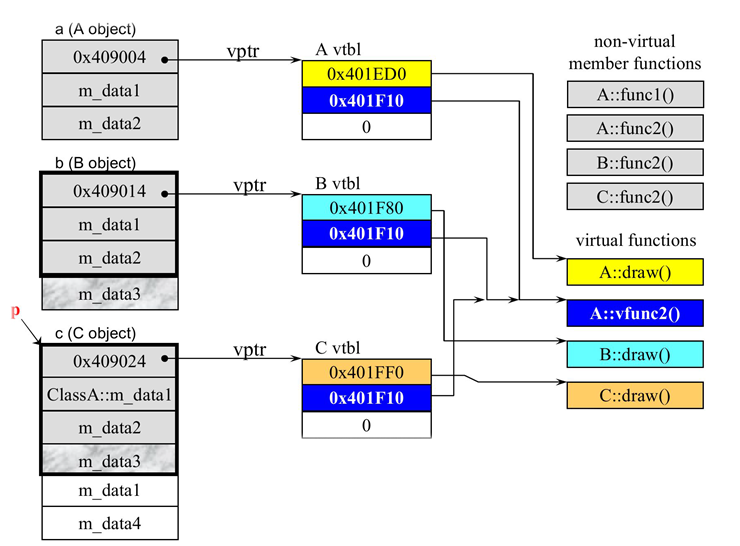 a (A object)
0x409004
m_data1
m_data2
vptr
A vtbl
0x401ED0
0x401F10
0
non-virtual
member functions
A::func1()
A::func2()
B::func2()
C::func2()
b (B object)
0x409014
m_data1
m_data2
m_data3
vptr
B vtbl
0x401F80
0x401F10
0
virtual functions
A::draw()
A::vfunc2()
B::draw()
C::draw()
p
c (C object)
0x409024
ClassA::m_data1
m_data2
m_data3
m_data1
m_data4
vptr
C vtbl
0x401FF0
0x401F10
0